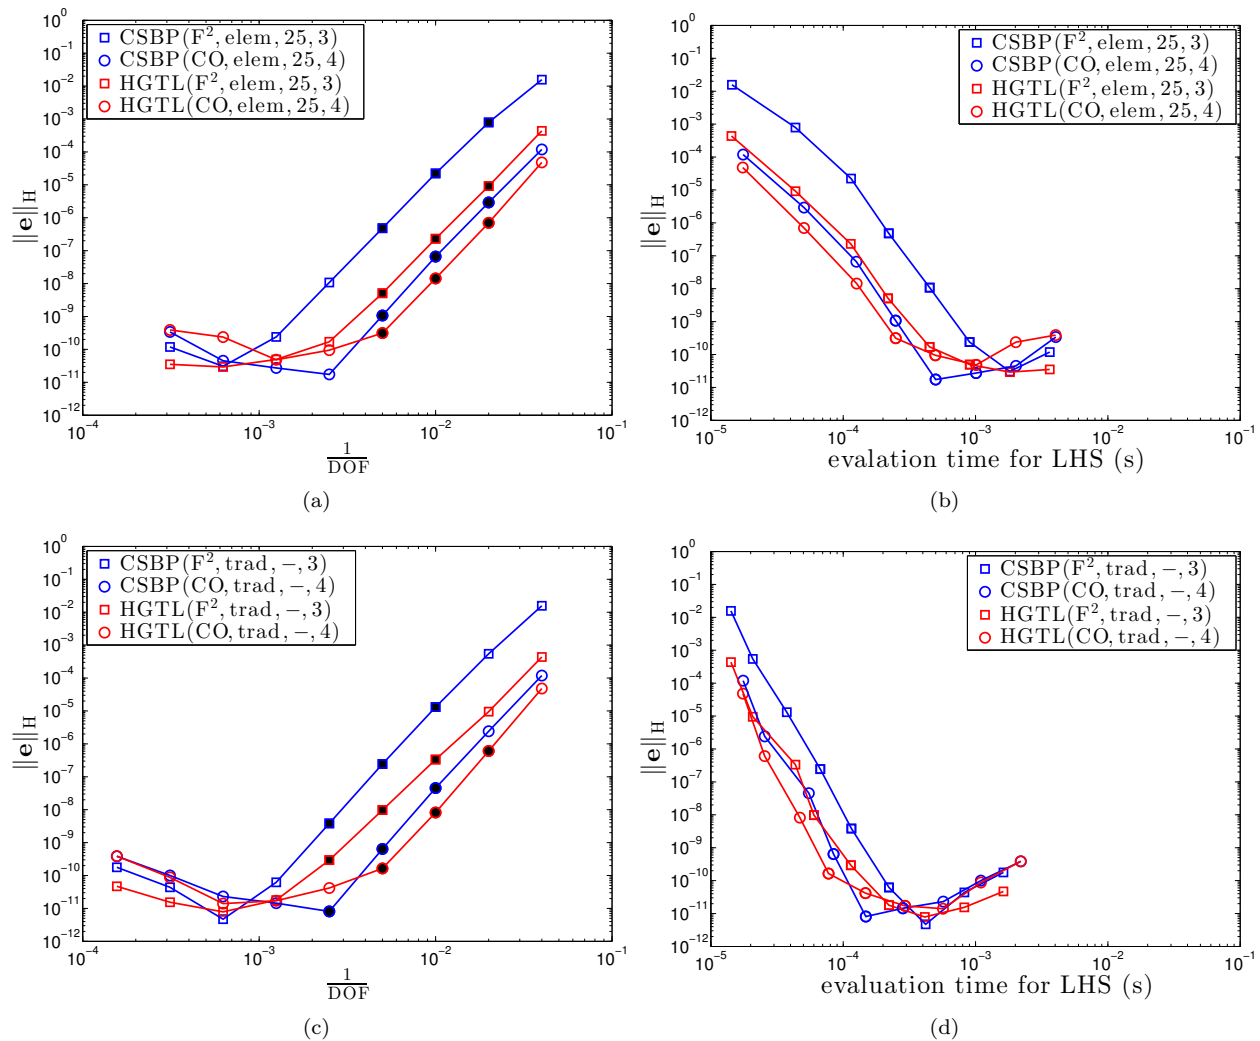 10^0
10^-1
10^-2
10^-3
10^-4
10^-5
10^-6
10^-7
10^-8
10^-9
10^-10
10^-11
10^-12
‖e‖_H
CSBP(F^2, elem, 25, 3)
CSBP(CO, elem, 25, 4)
HGTL(F^2, elem, 25, 3)
HGTL(CO, elem, 25, 4)
10^-4 10^-3 10^-2 10^-1
1/DOF
(a)
10^0
10^-1
10^-2
10^-3
10^-4
10^-5
10^-6
10^-7
10^-8
10^-9
10^-10
10^-11
10^-12
‖e‖_H
CSBP(F^2, elem, 25, 3)
CSBP(CO, elem, 25, 4)
HGTL(F^2, elem, 25, 3)
HGTL(CO, elem, 25, 4)
10^-5 10^-4 10^-3 10^-2 10^-1
evalation time for LHS (s)
(b)
10^0
10^-1
10^-2
10^-3
10^-4
10^-5
10^-6
10^-7
10^-8
10^-9
10^-10
10^-11
10^-12
‖e‖_H
CSBP(F^2, trad, −, 3)
CSBP(CO, trad, −, 4)
HGTL(F^2, trad, −, 3)
HGTL(CO, trad, −, 4)
10^-4 10^-3 10^-2 10^-1
1/DOF
(c)
10^0
10^-1
10^-2
10^-3
10^-4
10^-5
10^-6
10^-7
10^-8
10^-9
10^-10
10^-11
10^-12
‖e‖_H
CSBP(F^2, trad, −, 3)
CSBP(CO, trad, −, 4)
HGTL(F^2, trad, −, 3)
HGTL(CO, trad, −, 4)
10^-5 10^-4 10^-3 10^-2 10^-1
evaluation time for LHS (s)
(d)